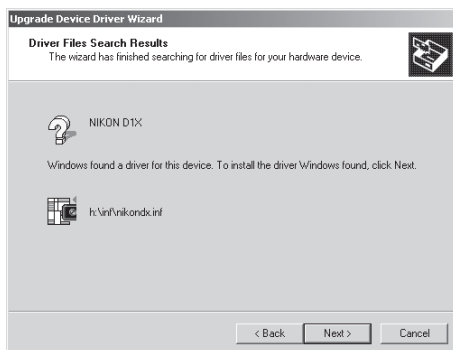 Upgrade Device Driver Wizard
Driver Files Search Results
The wizard has finished searching for driver files for your hardware device.
NIKON D1X
Windows found a driver for this device. To install the driver Windows found, click Next.
h:\inf\nikondx.inf
< Back
Next >
Cancel